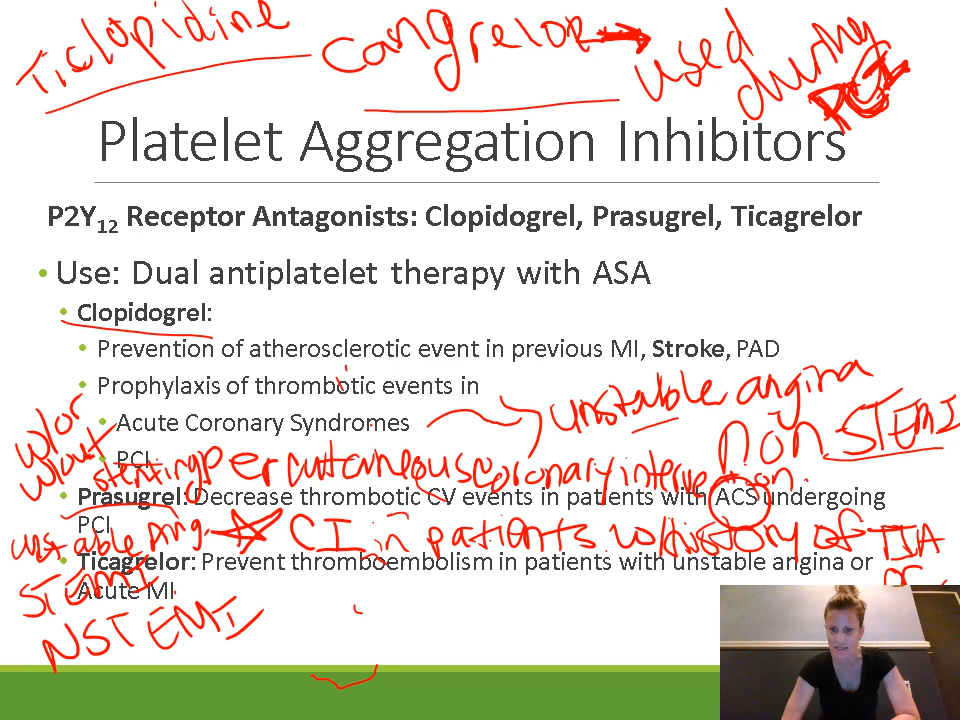 Ticlopidine cangrelor → used during PCI
Platelet Aggregation Inhibitors
P2Y12 Receptor Antagonists: Clopidogrel, Prasugrel, Ticagrelor
• Use: Dual antiplatelet therapy with ASA
• Clopidogrel:
• Prevention of atherosclerotic event in previous MI, Stroke, PAD
• Prophylaxis of thrombotic events in
unstable angina
• Acute Coronary Syndromes
non STEMI
w/or w/out stenting
• PCI
percutaneous coronary intervention
• Prasugrel: Decrease thrombotic CV events in patients with ACS undergoing
PCI
unstable ang.
CI in patients w/history of TIA or
• Ticagrelor: Prevent thromboembolism in patients with unstable angina or
Acute MI
STEMI
NSTEMI